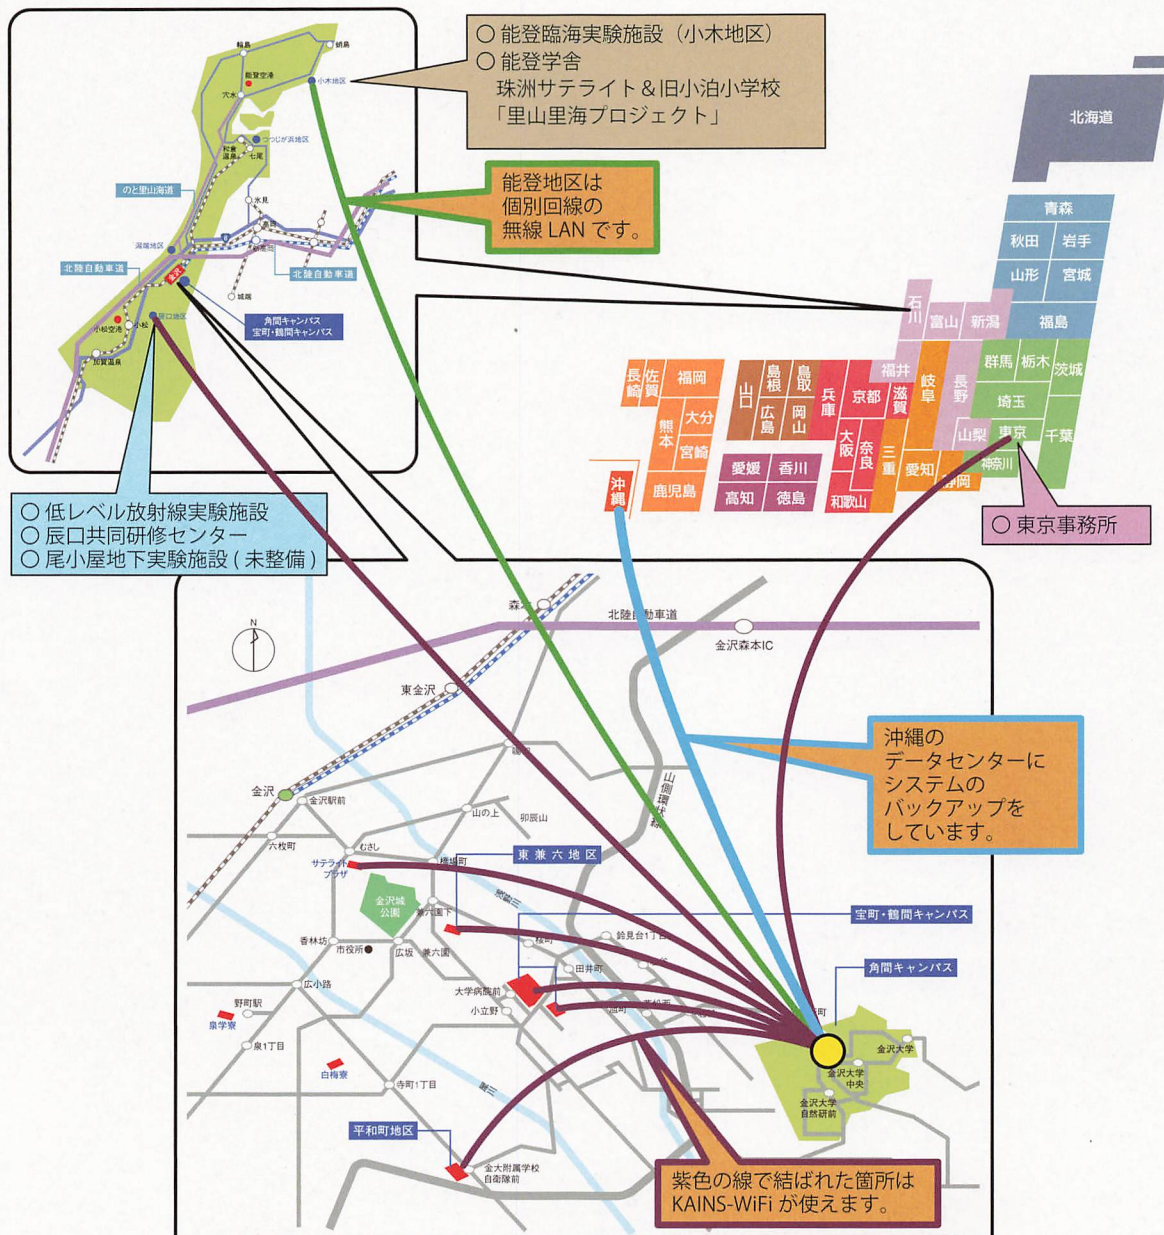 ○ 能登臨海実験施設（小木地区）
○ 能登学舎
珠洲サテライト＆旧小泊小学校
「里山里海プロジェクト」
能登地区は
個別回線の
無線 LAN です。
輪島
蛸島
能登空港
小木地区
穴水
つつじが浜地区
和倉
温泉
七尾
のと里山海道
氷見
高岡
潟端地区
北陸自動車道
金沢
北陸自動車道
城端
角間キャンパス
宝町・鶴間キャンパス
辰口地区
小松空港
小松
加賀温泉
○ 低レベル放射線実験施設
○ 辰口共同研修センター
○ 尾小屋地下実験施設 ( 未整備 )
北海道
青森
秋田
岩手
山形
宮城
石川
富山
新潟
福島
福井
岐阜
長野
群馬
栃木
茨城
埼玉
山梨
東京
千葉
神奈川
長崎
佐賀
福岡
熊本
大分
宮崎
鹿児島
沖縄
山口
島根
鳥取
広島
岡山
兵庫
京都
滋賀
大阪
奈良
和歌山
三重
愛知
静岡
愛媛
香川
高知
徳島
○ 東京事務所
N
森本
北陸自動車道
金沢森本IC
東金沢
沖縄の
データセンターに
システムの
バックアップを
しています。
金沢
金沢駅前
山の上
卯辰山
六枚町
むさし
サテライト
プラザ
橋場町
東兼六地区
金沢城
公園
兼六園下
浅野川
宝町・鶴間キャンパス
香林坊
市役所
広坂
兼六園
桜町
鈴見台1丁目
田井町
角間キャンパス
広小路
大学病院前
小立野
旭町
野町駅
泉学寮
泉1丁目
白梅寮
寺町1丁目
犀川
金沢大学
金沢大学
中央
金沢大学
自然研前
平和町地区
金大附属学校
自衛隊前
紫色の線で結ばれた箇所は
KAINS-WiFi が使えます。